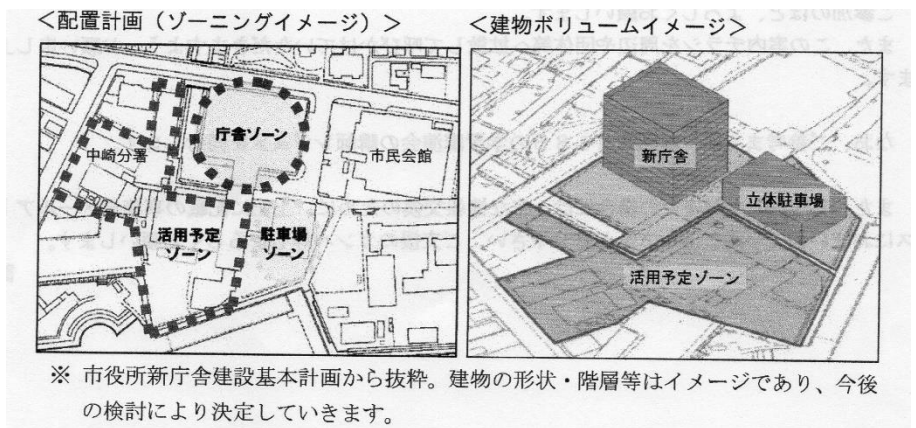 <配置計画(ゾーニングイメージ)>
庁舎ゾーン
中崎分署
市民会館
活用予定
ゾーン
駐車場
ゾーン
<建物ボリュームイメージ>
新庁舎
立体駐車場
活用予定ゾーン
※ 市役所新庁舎建設基本計画から抜粋。建物の形状・階層等はイメージであり、今後
の検討により決定していきます。